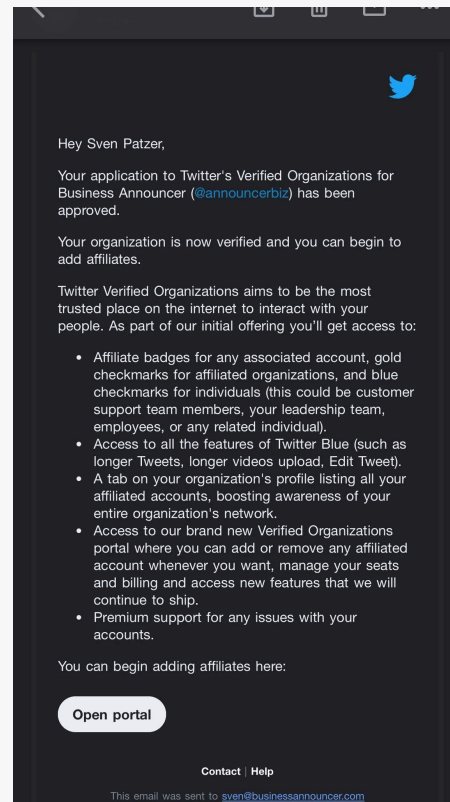 Hey Sven Patzer,
Your application to Twitter's Verified Organizations for
Business Announcer (@announcerbiz) has been
approved.
Your organization is now verified and you can begin to
add affiliates.
Twitter Verified Organizations aims to be the most
trusted place on the internet to interact with your
people. As part of our initial offering you'll get access to:
• Affiliate badges for any associated account, gold
checkmarks for affiliated organizations, and blue
checkmarks for individuals (this could be customer
support team members, your leadership team,
employees, or any related individual).
• Access to all the features of Twitter Blue (such as
longer Tweets, longer videos upload, Edit Tweet).
• A tab on your organization's profile listing all your
affiliated accounts, boosting awareness of your
entire organization's network.
• Access to our brand new Verified Organizations
portal where you can add or remove any affiliated
account whenever you want, manage your seats
and billing and access new features that we will
continue to ship.
• Premium support for any issues with your
accounts.
You can begin adding affiliates here:
Open portal
Contact | Help
This email was sent to sven@businessannouncer.com